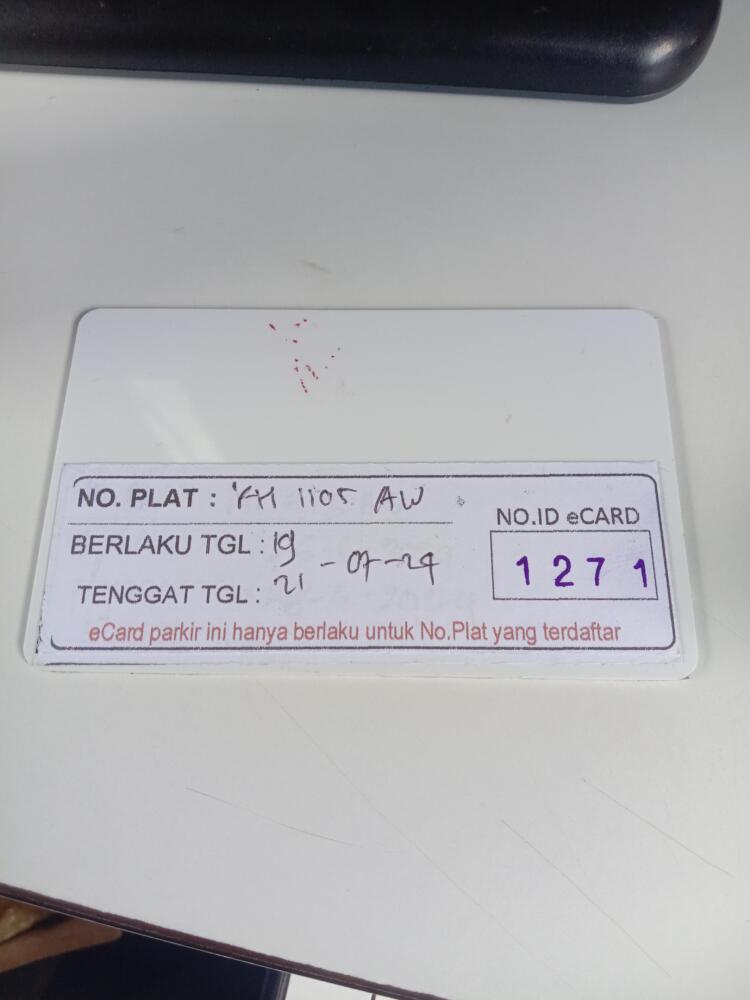 NO. PLAT : KH 1105 AW
BERLAKU TGL : 19
- 07-24
TENGGAT TGL : 21
NO.ID eCARD
1271
eCard parkir ini hanya berlaku untuk No.Plat yang terdaftar